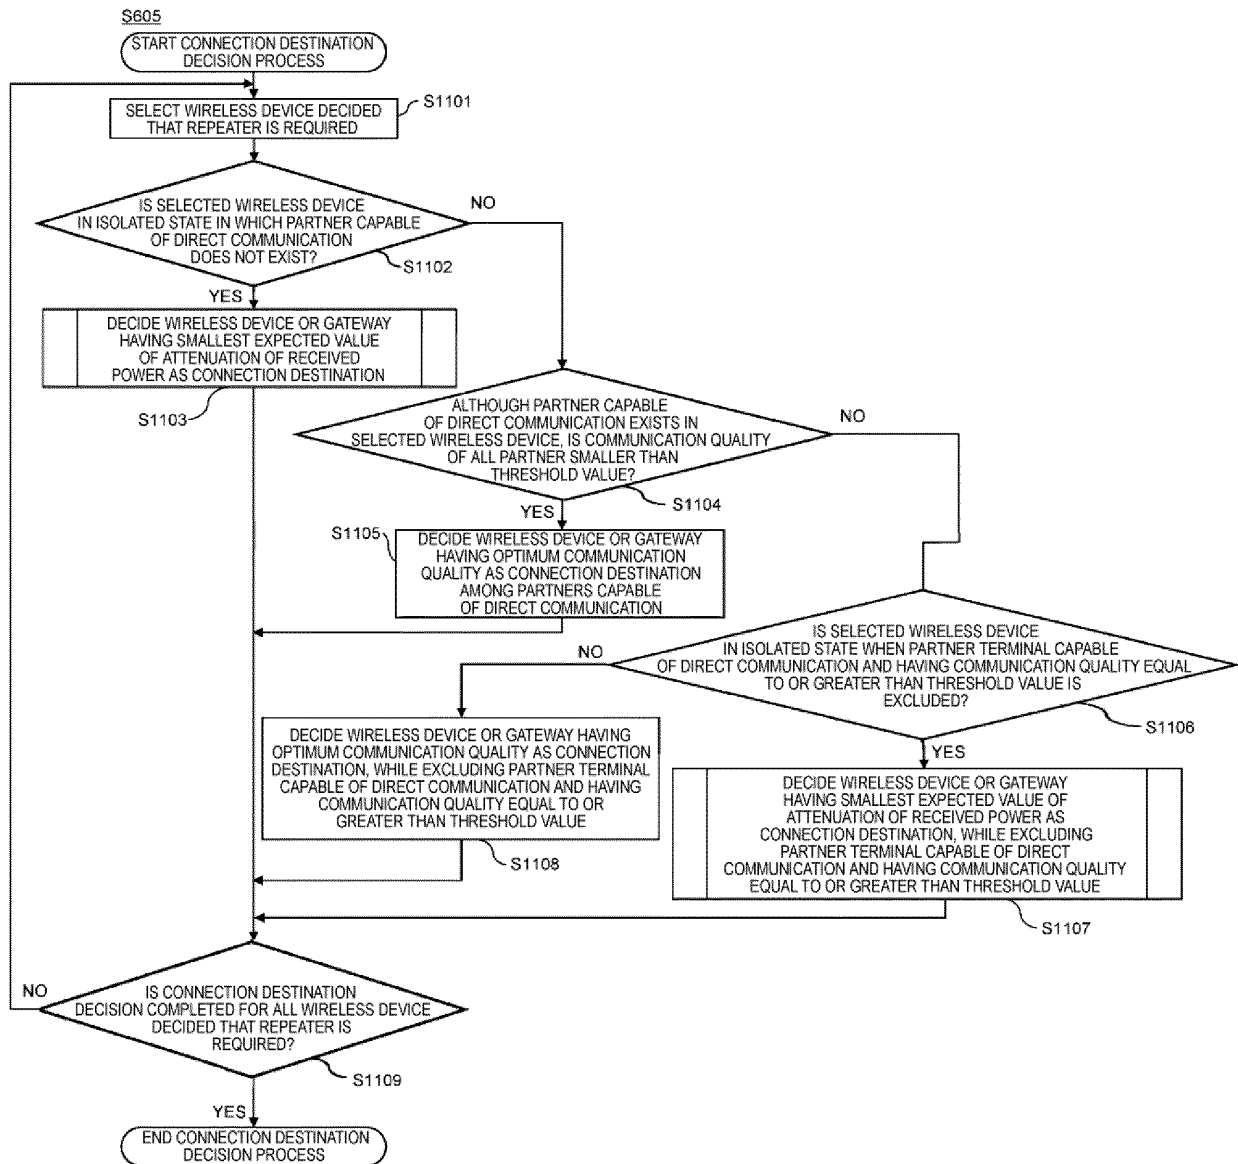 S605
START CONNECTION DESTINATION
DECISION PROCESS
SELECT WIRELESS DEVICE DECIDED
THAT REPEATER IS REQUIRED
S1101
IS SELECTED WIRELESS DEVICE
IN ISOLATED STATE IN WHICH PARTNER CAPABLE
OF DIRECT COMMUNICATION
DOES NOT EXIST?
NO
S1102
YES
DECIDE WIRELESS DEVICE OR GATEWAY
HAVING SMALLEST EXPECTED VALUE
OF ATTENUATION OF RECEIVED
POWER AS CONNECTION DESTINATION
S1103
ALTHOUGH PARTNER CAPABLE
OF DIRECT COMMUNICATION EXISTS IN
SELECTED WIRELESS DEVICE, IS COMMUNICATION QUALITY
OF ALL PARTNER SMALLER THAN
THRESHOLD VALUE?
NO
S1104
YES
S1105
DECIDE WIRELESS DEVICE OR GATEWAY
HAVING OPTIMUM COMMUNICATION
QUALITY AS CONNECTION DESTINATION
AMONG PARTNERS CAPABLE
OF DIRECT COMMUNICATION
IS SELECTED WIRELESS DEVICE
IN ISOLATED STATE WHEN PARTNER TERMINAL CAPABLE
OF DIRECT COMMUNICATION AND HAVING COMMUNICATION QUALITY EQUAL
TO OR GREATER THAN THRESHOLD VALUE IS
EXCLUDED?
NO
S1106
YES
DECIDE WIRELESS DEVICE OR GATEWAY HAVING
OPTIMUM COMMUNICATION QUALITY AS CONNECTION
DESTINATION, WHILE EXCLUDING PARTNER TERMINAL
CAPABLE OF DIRECT COMMUNICATION AND HAVING
COMMUNICATION QUALITY EQUAL TO OR
GREATER THAN THRESHOLD VALUE
S1108
DECIDE WIRELESS DEVICE OR GATEWAY
HAVING SMALLEST EXPECTED VALUE OF
ATTENUATION OF RECEIVED POWER AS
CONNECTION DESTINATION, WHILE EXCLUDING
PARTNER TERMINAL CAPABLE OF DIRECT
COMMUNICATION AND HAVING COMMUNICATION QUALITY
EQUAL TO OR GREATER THAN THRESHOLD VALUE
S1107
NO
IS CONNECTION DESTINATION
DECISION COMPLETED FOR ALL WIRELESS DEVICE
DECIDED THAT REPEATER IS
REQUIRED?
S1109
YES
END CONNECTION DESTINATION
DECISION PROCESS